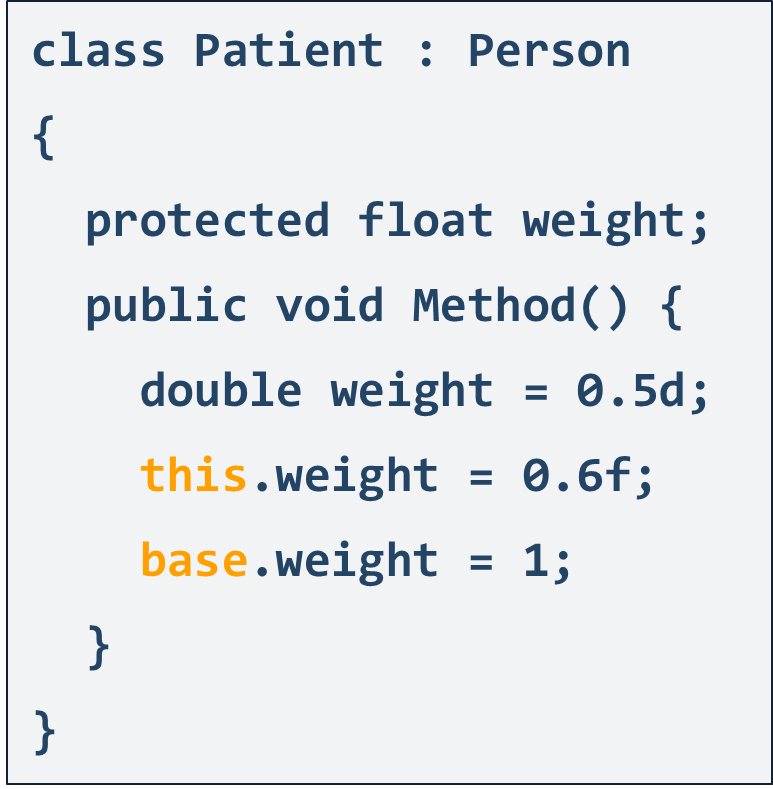 class Patient : Person
{
protected float weight;
public void Method() {
double weight = 0.5d;
this.weight = 0.6f;
base.weight = 1;
}
}